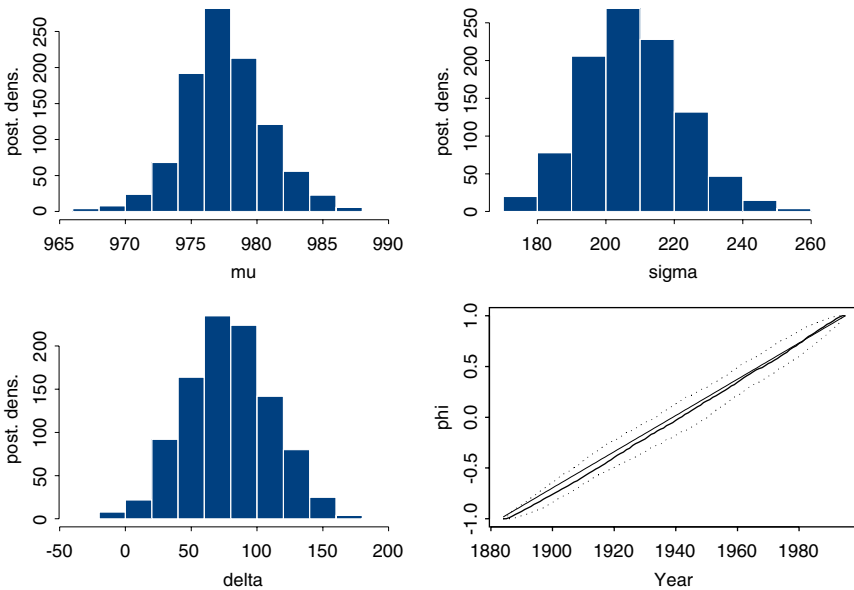 post. dens.
0 50 100 150 200 250
965 970 975 980 985 990
mu
post. dens.
0 50 100 150 200 250
180 200 220 240 260
sigma
post. dens.
0 50 100 150 200
-50 0 50 100 150 200
delta
phi
-1.0 -0.5 0.0 0.5 1.0
1880 1900 1920 1940 1960 1980
Year